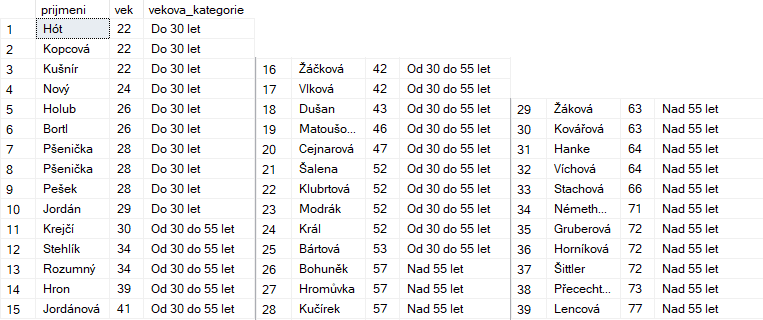 prijmeni vek vekova_kategorie
1 Hót 22 Do 30 let
2 Kopcová 22 Do 30 let
3 Kušnír 22 Do 30 let
4 Nový 24 Do 30 let
5 Holub 26 Do 30 let
6 Bortl 26 Do 30 let
7 Pšenička 28 Do 30 let
8 Pšenička 28 Do 30 let
9 Pešek 28 Do 30 let
10 Jordán 29 Do 30 let
11 Krejčí 30 Od 30 do 55 let
12 Stehlík 34 Od 30 do 55 let
13 Rozumný 34 Od 30 do 55 let
14 Hron 39 Od 30 do 55 let
15 Jordánová 41 Od 30 do 55 let
16 Žáčková 42 Od 30 do 55 let
17 Vlková 42 Od 30 do 55 let
18 Dušan 43 Od 30 do 55 let
19 Matoušo... 46 Od 30 do 55 let
20 Cejnarová 47 Od 30 do 55 let
21 Šalena 52 Od 30 do 55 let
22 Klubrtová 52 Od 30 do 55 let
23 Modrák 52 Od 30 do 55 let
24 Král 52 Od 30 do 55 let
25 Bártová 53 Od 30 do 55 let
26 Bohuněk 57 Nad 55 let
27 Hromůvka 57 Nad 55 let
28 Kučírek 57 Nad 55 let
29 Žáková 63 Nad 55 let
30 Kovářová 63 Nad 55 let
31 Hanke 64 Nad 55 let
32 Víchová 64 Nad 55 let
33 Stachová 66 Nad 55 let
34 Németh... 71 Nad 55 let
35 Gruberová 72 Nad 55 let
36 Horníková 72 Nad 55 let
37 Šittler 72 Nad 55 let
38 Přececht... 73 Nad 55 let
39 Lencová 77 Nad 55 let